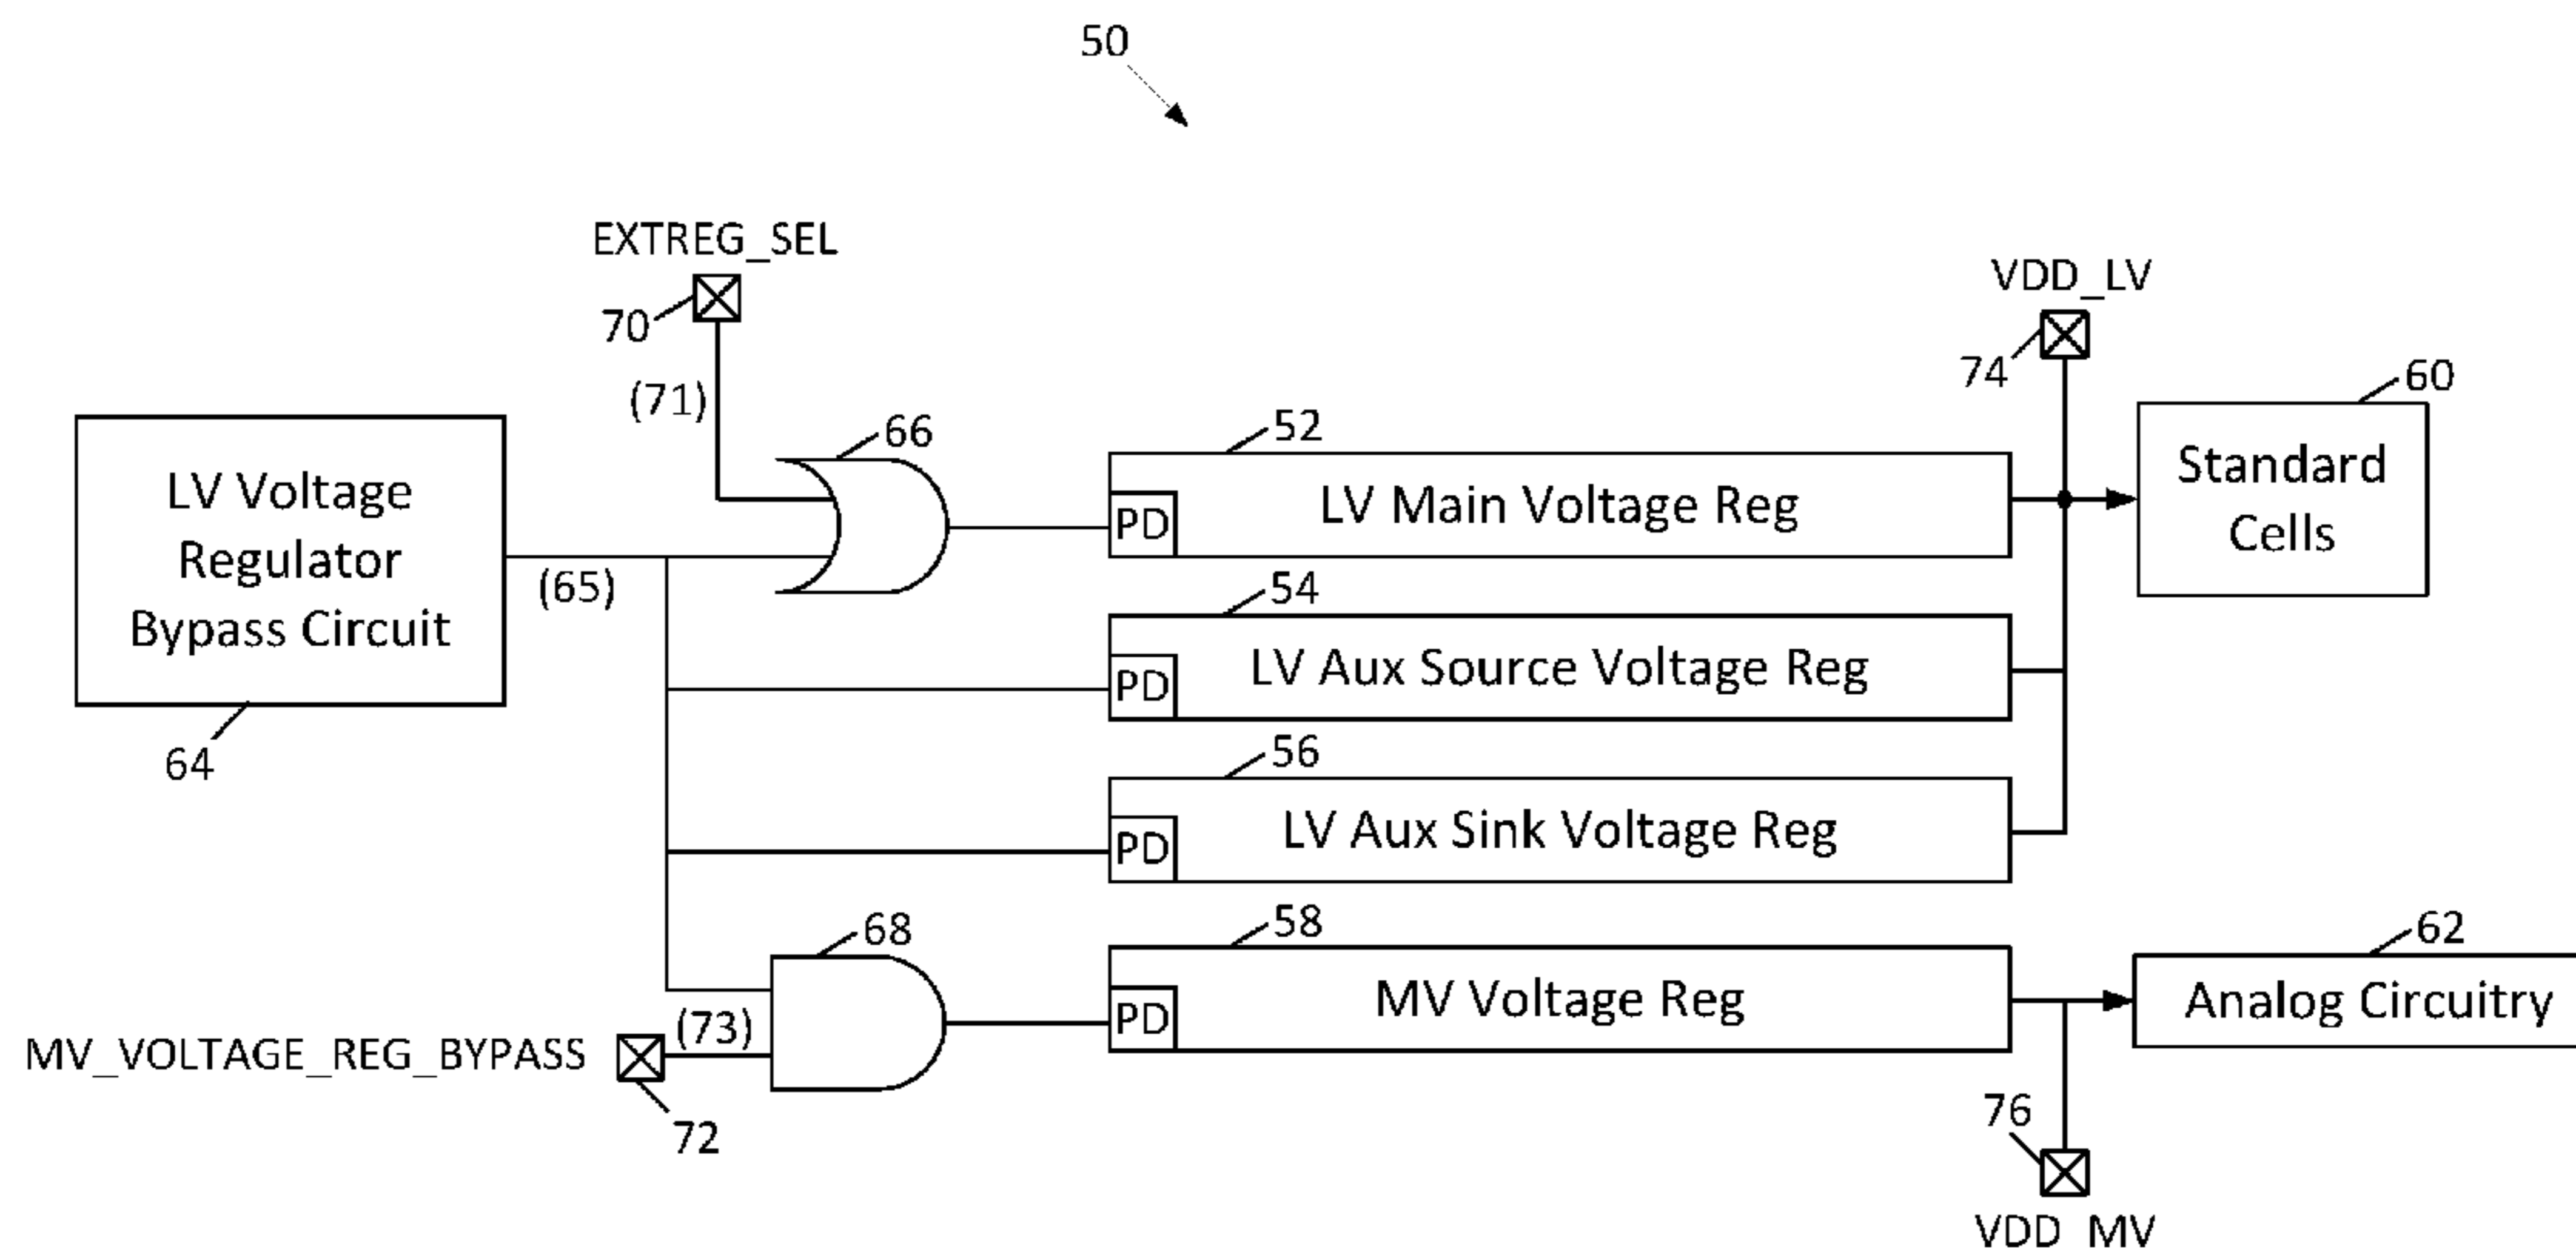 50
EXTREG_SEL
70
(71)
66
LV Voltage
Regulator
Bypass Circuit
64
(65)
52
PD
LV Main Voltage Reg
54
PD
LV Aux Source Voltage Reg
56
PD
LV Aux Sink Voltage Reg
68
(73)
MV_VOLTAGE_REG_BYPASS
72
58
PD
MV Voltage Reg
VDD_LV
74
60
Standard
Cells
62
Analog Circuitry
76
VDD_MV